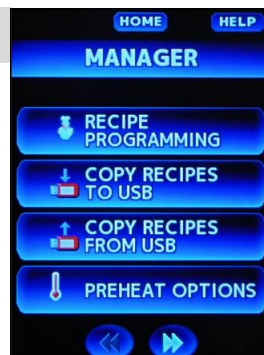 HOME HELP
MANAGER
RECIPE
PROGRAMMING
COPY RECIPES
TO USB
COPY RECIPES
FROM USB
PREHEAT OPTIONS